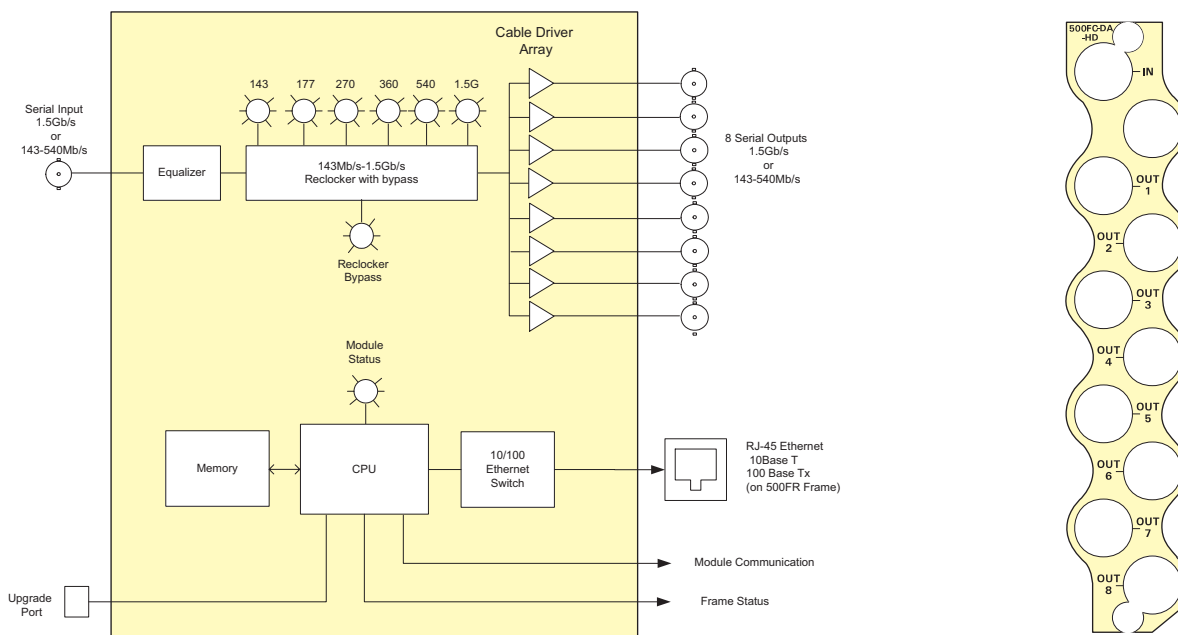 Cable Driver
Array
143 177 270 360 540 1.5G
Serial Input
1.5Gb/s
or
143-540Mb/s
Equalizer
143Mb/s-1.5Gb/s
Reclocker with bypass
Reclocker
Bypass
8 Serial Outputs
1.5Gb/s
or
143-540Mb/s
Module
Status
Memory
CPU
10/100
Ethernet
Switch
RJ-45 Ethernet
10Base T
100 Base Tx
(on 500FR Frame)
Module Communication
Upgrade
Port
Frame Status
500FC-DA
-HD
IN
OUT
1
OUT
2
OUT
3
OUT
4
OUT
5
OUT
6
OUT
7
OUT
8